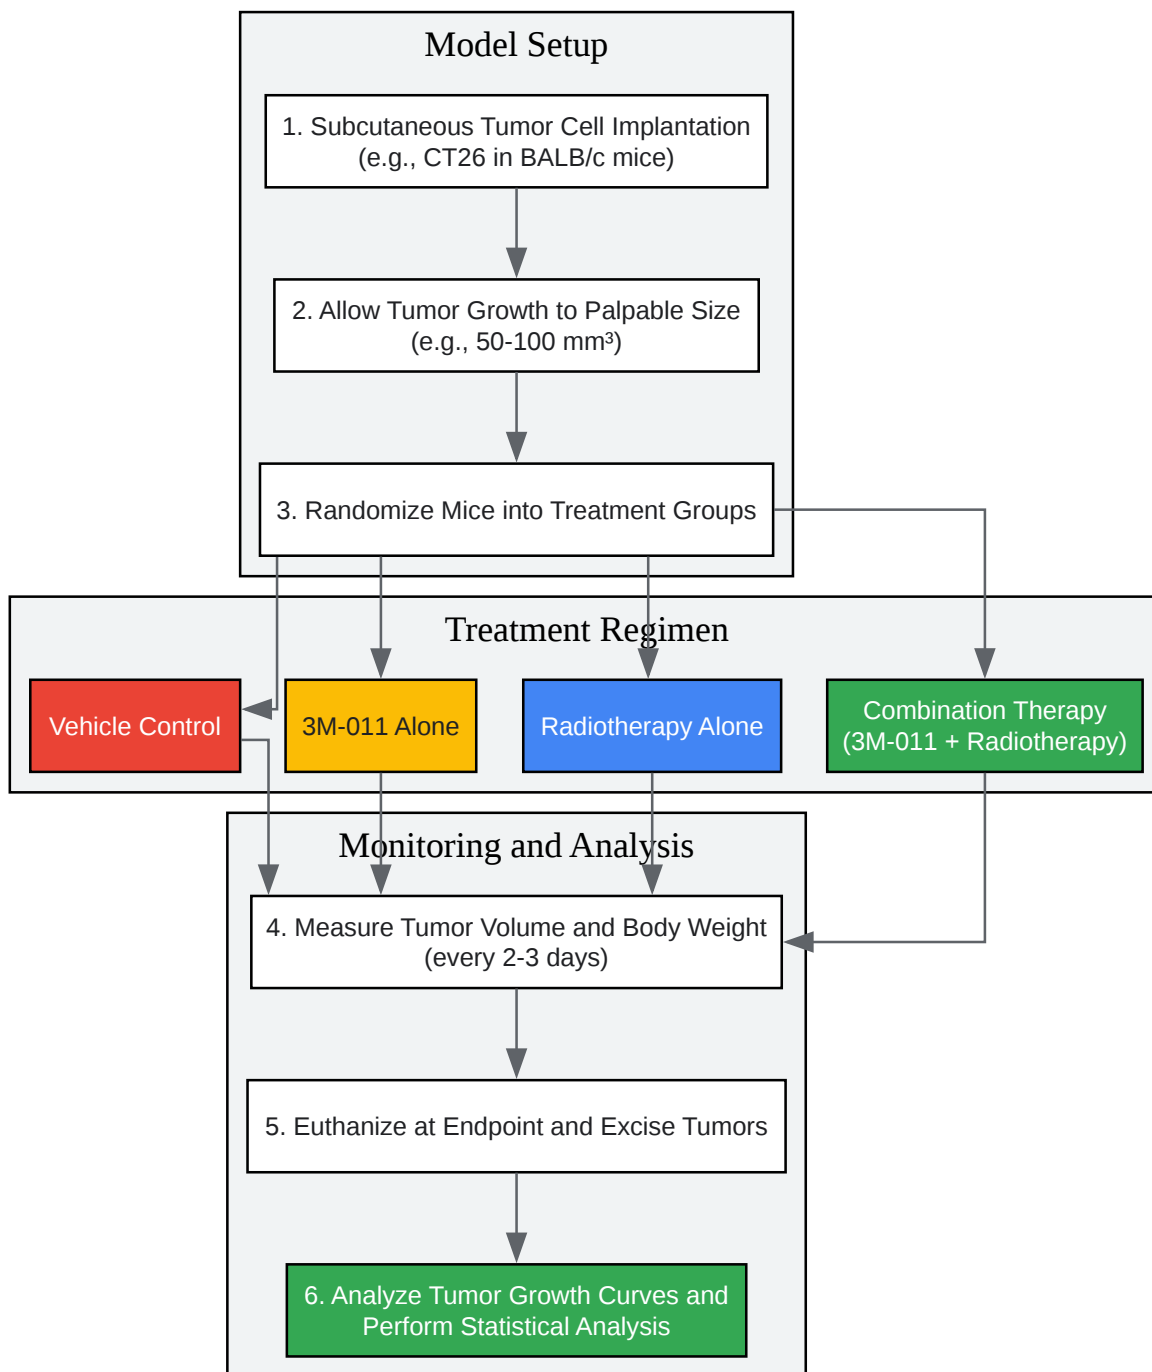 Model Setup
1. Subcutaneous Tumor Cell Implantation
(e.g., CT26 in BALB/c mice)
2. Allow Tumor Growth to Palpable Size
(e.g., 50-100 mm³)
3. Randomize Mice into Treatment Groups
Treatment Regimen
Vehicle Control
3M-011 Alone
Radiotherapy Alone
Combination Therapy
(3M-011 + Radiotherapy)
Monitoring and Analysis
4. Measure Tumor Volume and Body Weight
(every 2-3 days)
5. Euthanize at Endpoint and Excise Tumors
6. Analyze Tumor Growth Curves and
Perform Statistical Analysis